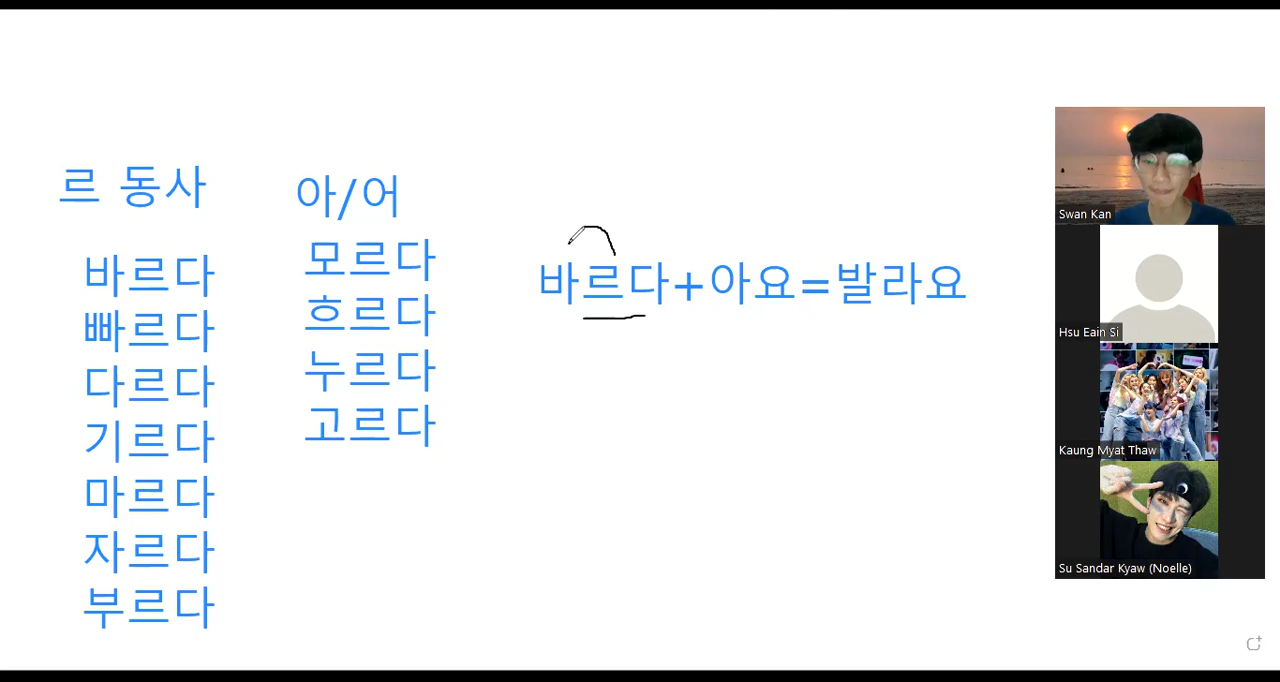 르 동사
바르다
빠르다
다르다
기르다
마르다
자르다
부르다
아/어
모르다
흐르다
누르다
고르다
바르다+아요=발라요
Swan Kan
Hsu Eain Si
Kaung Myat Thaw
Su Sandar Kyaw (Noelle)